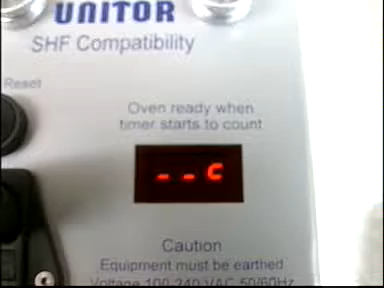 UNITOR
SHF Compatibility
Reset
Oven ready when
timer starts to count
--c
Caution
Equipment must be earthed
Voltage 100-240 VAC 50/60Hz